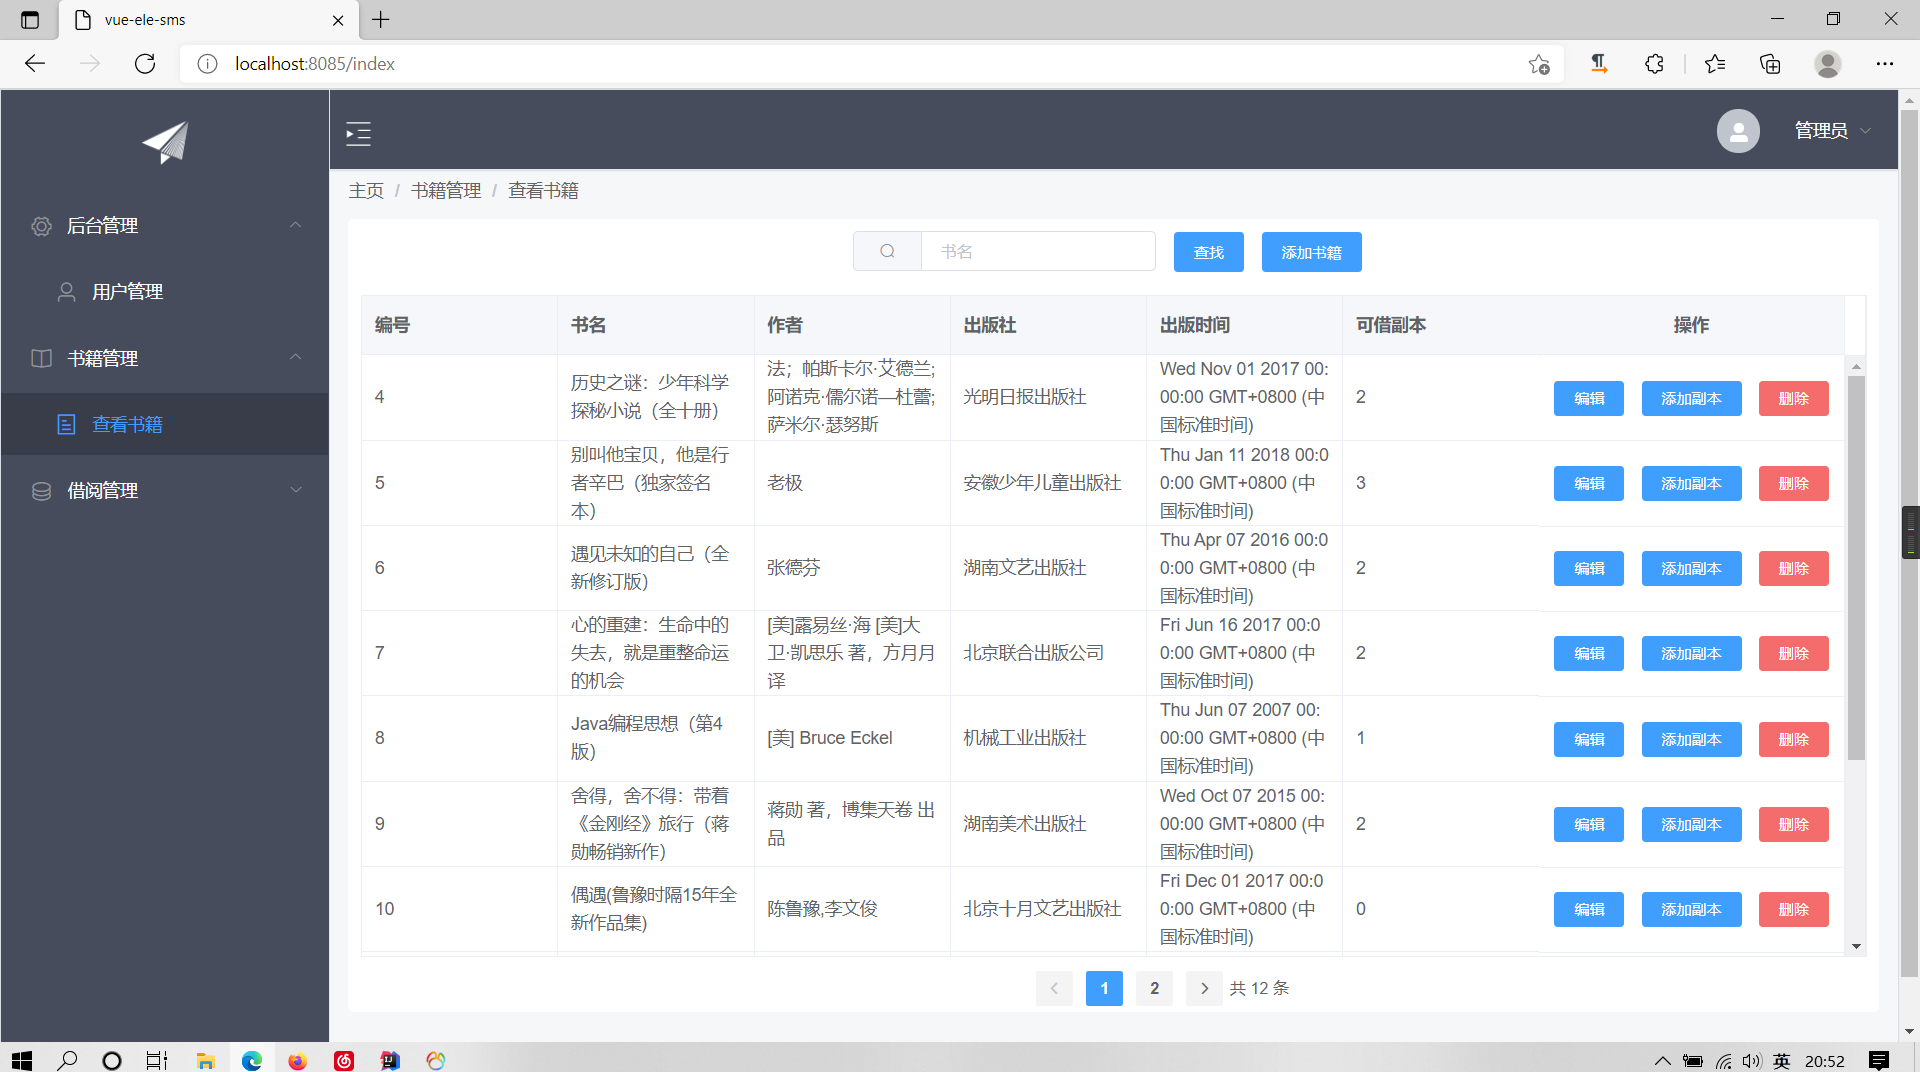 vue-ele-sms
localhost:8085/index
管理员
主页 / 书籍管理 / 查看书籍
后台管理
用户管理
书籍管理
查看书籍
借阅管理
书名
查找
添加书籍
编号 书名 作者 出版社 出版时间 可借副本 操作
4
历史之谜：少年科学
探秘小说（全十册）
法；帕斯卡尔·艾德兰;
阿诺克·儒尔诺—杜蕾;
萨米尔·瑟努斯
光明日报出版社
Wed Nov 01 2017 00:
00:00 GMT+0800 (中
国标准时间)
2
编辑 添加副本 删除
5
别叫他宝贝，他是行
者辛巴（独家签名
本）
老极
安徽少年儿童出版社
Thu Jan 11 2018 00:0
0:00 GMT+0800 (中
国标准时间)
3
编辑 添加副本 删除
6
遇见未知的自己（全
新修订版）
张德芬
湖南文艺出版社
Thu Apr 07 2016 00:0
0:00 GMT+0800 (中
国标准时间)
2
编辑 添加副本 删除
7
心的重建：生命中的
失去，就是重整命运
的机会
[美]露易丝·海 [美]大
卫·凯思乐 著，方月月
译
北京联合出版公司
Fri Jun 16 2017 00:0
0:00 GMT+0800 (中
国标准时间)
2
编辑 添加副本 删除
8
Java编程思想（第4
版）
[美] Bruce Eckel
机械工业出版社
Thu Jun 07 2007 00:
00:00 GMT+0800 (中
国标准时间)
1
编辑 添加副本 删除
9
舍得，舍不得：带着
《金刚经》旅行（蒋
勋畅销新作）
蒋勋 著，博集天卷 出
品
湖南美术出版社
Wed Oct 07 2015 00:
00:00 GMT+0800 (中
国标准时间)
2
编辑 添加副本 删除
10
偶遇(鲁豫时隔15年全
新作品集)
陈鲁豫,李文俊
北京十月文艺出版社
Fri Dec 01 2017 00:0
0:00 GMT+0800 (中
国标准时间)
0
编辑 添加副本 删除
1 2 共 12 条
英 20:52